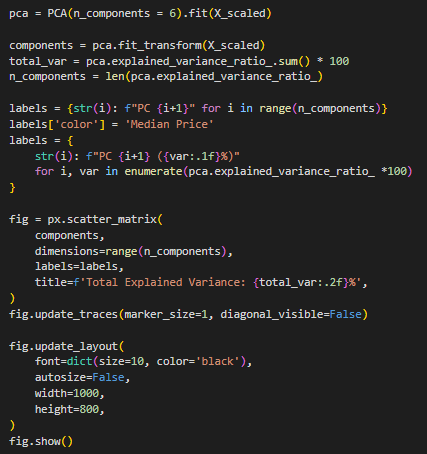 pca = PCA(n_components = 6).fit(X_scaled)
components = pca.fit_transform(X_scaled)
total_var = pca.explained_variance_ratio_.sum() * 100
n_components = len(pca.explained_variance_ratio_)
labels = {str(i): f"PC {i+1}" for i in range(n_components)}
labels['color'] = 'Median Price'
labels = {
    str(i): f"PC {i+1} ({var:.1f}%)"
    for i, var in enumerate(pca.explained_variance_ratio_ *100)
}
fig = px.scatter_matrix(
    components,
    dimensions=range(n_components),
    labels=labels,
    title=f'Total Explained Variance: {total_var:.2f}%',
)
fig.update_traces(marker_size=1, diagonal_visible=False)
fig.update_layout(
    font=dict(size=10, color='black'),
    autosize=False,
    width=1000,
    height=800,
)
fig.show()